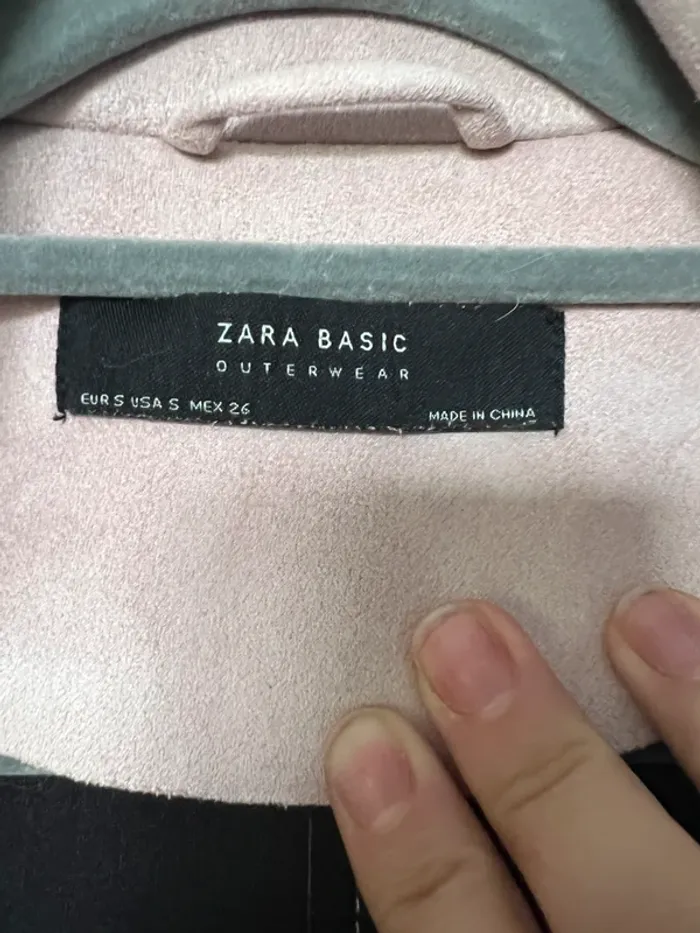 ZARA BASIC
OUTERWEAR
EUR S USA S MEX 26
MADE IN CHINA